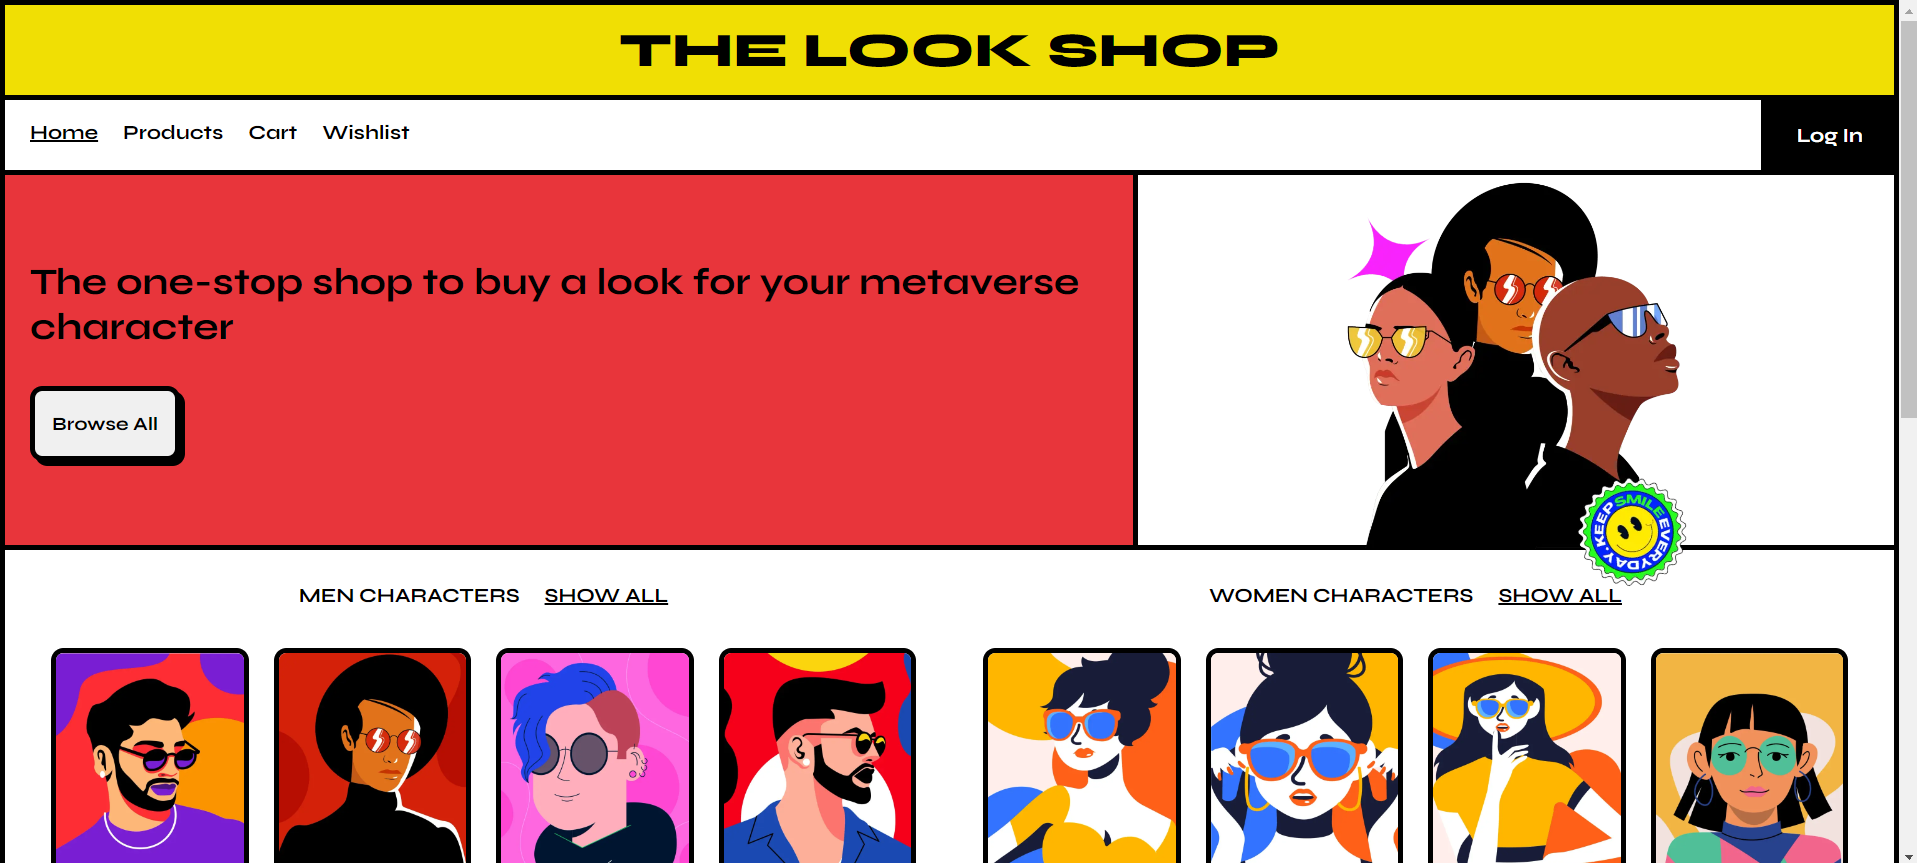 THE LOOK SHOP
Home Products Cart Wishlist
Log In
The one-stop shop to buy a look for your metaverse
character
Browse All
KEEP SMILE EVERYDAY.
MEN CHARACTERS SHOW ALL
WOMEN CHARACTERS SHOW ALL